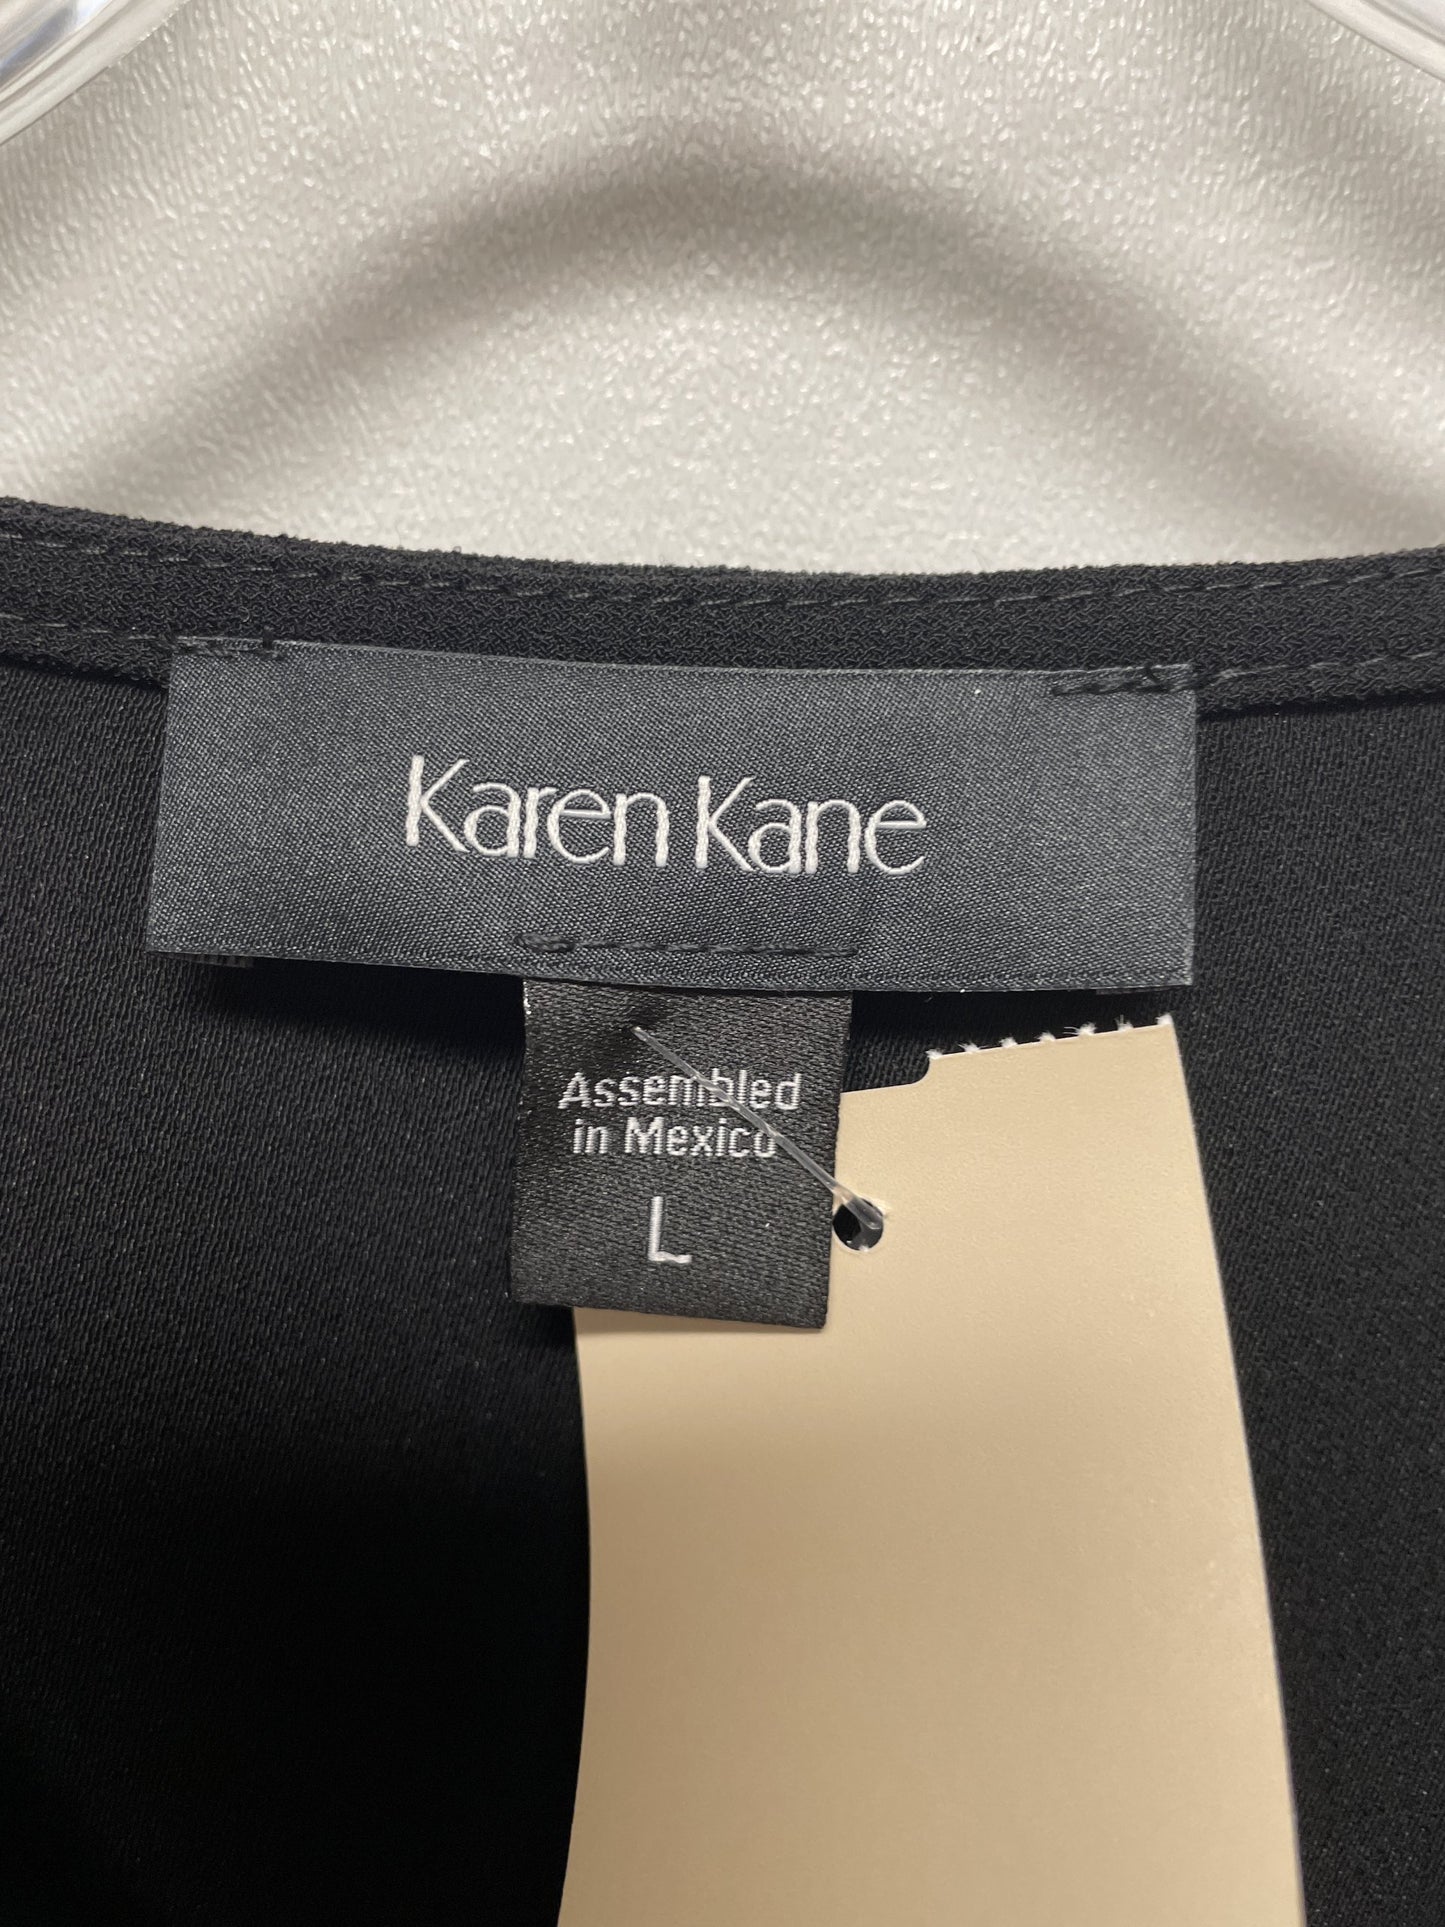 Karen Kane
Assembled
in Mexico
L